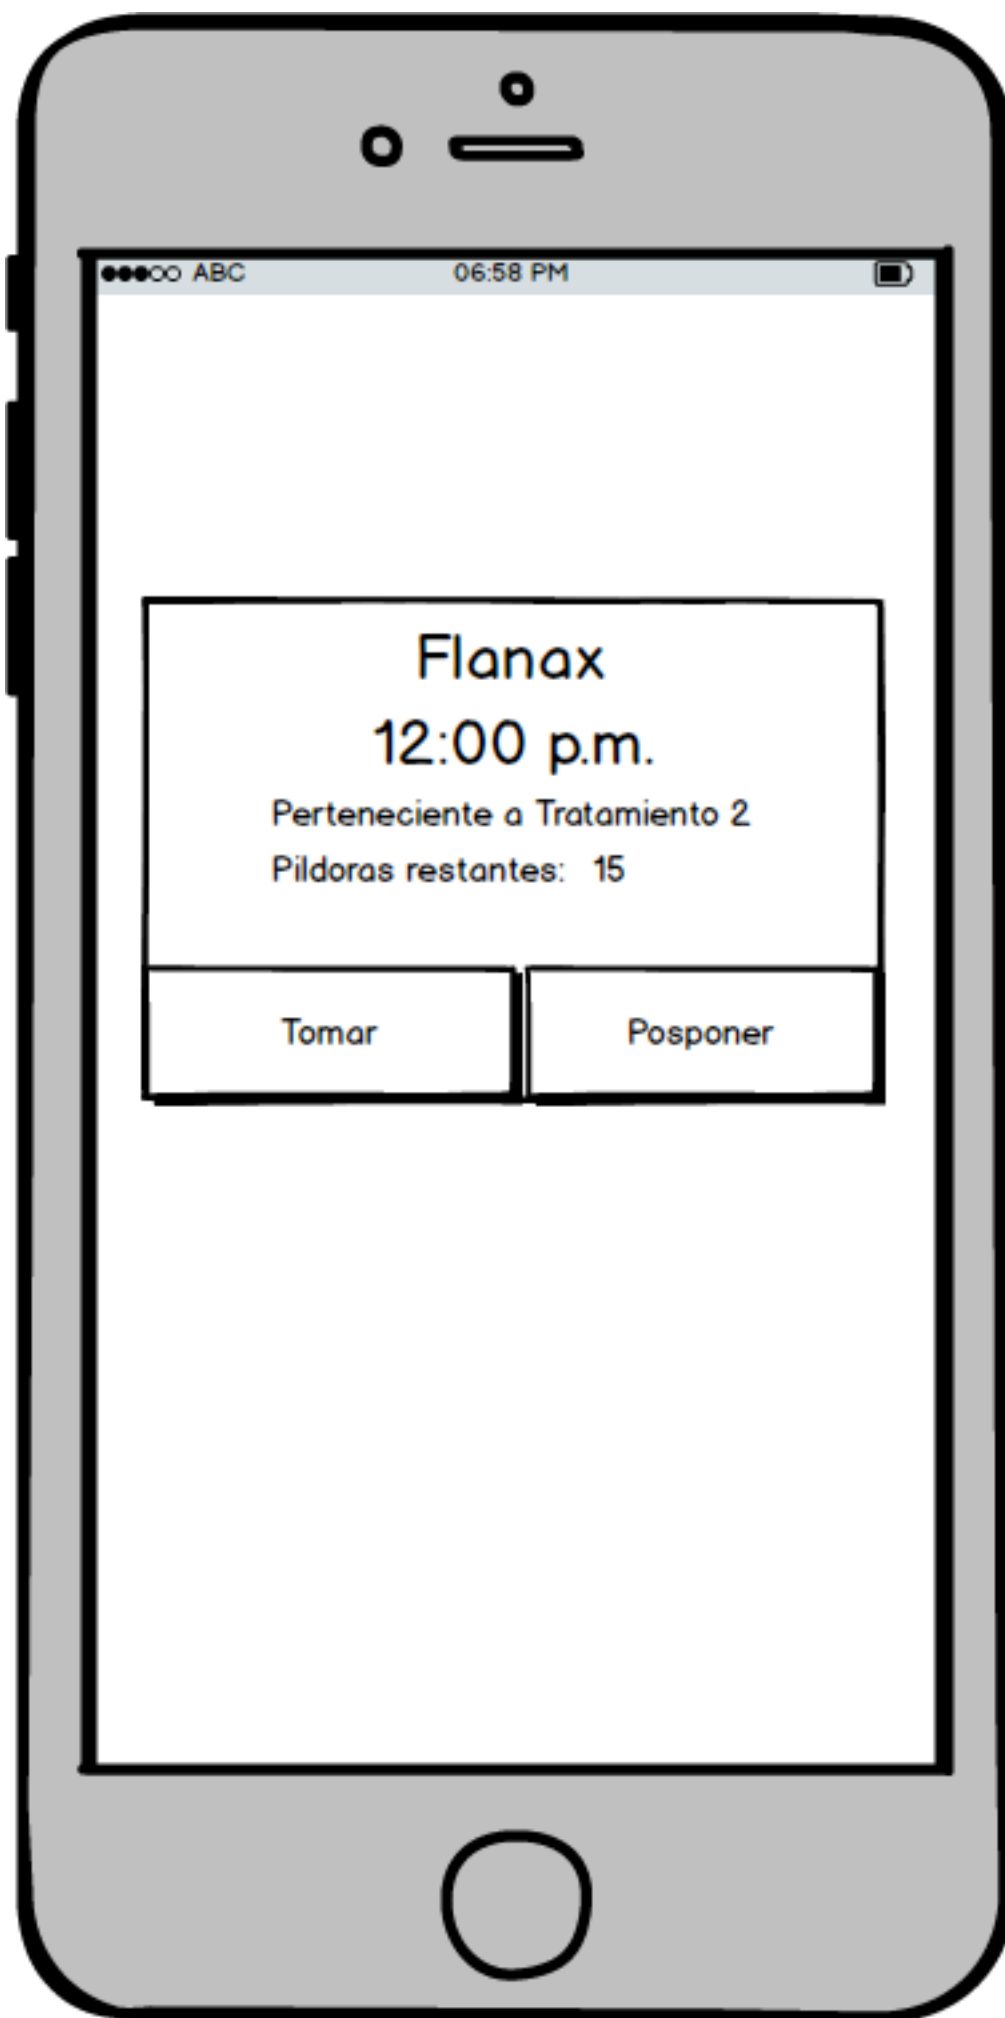 ABC 06:58 PM
Flanax
12:00 p.m.
Perteneciente a Tratamiento 2
Pildoras restantes: 15
Tomar Posponer